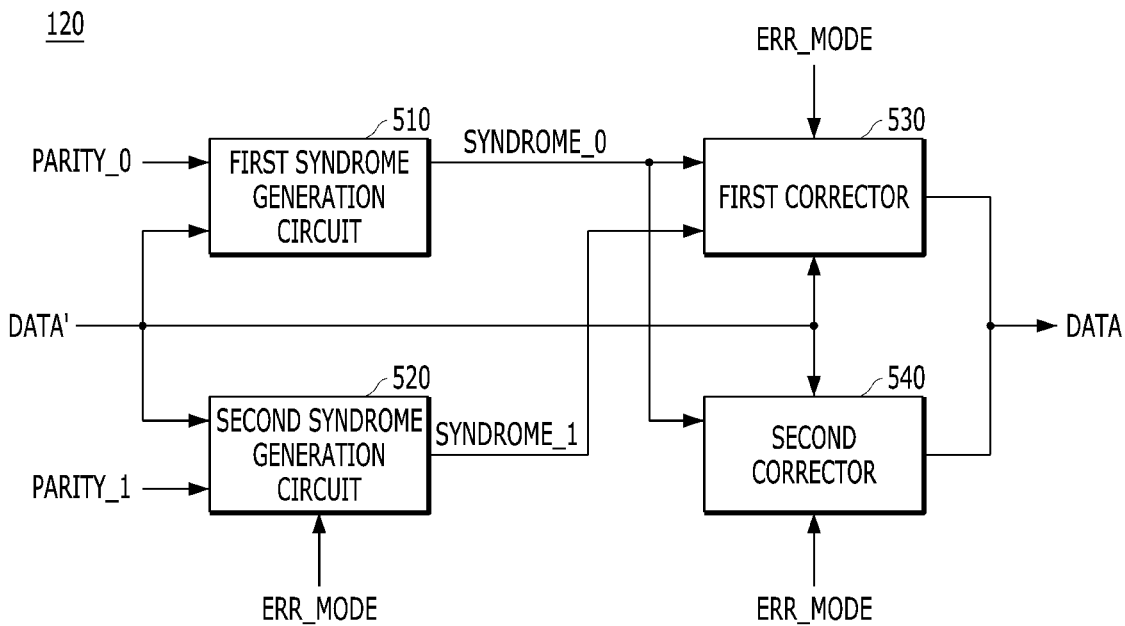 120
ERR_MODE
510
530
PARITY_0
FIRST SYNDROME
GENERATION
CIRCUIT
SYNDROME_0
FIRST CORRECTOR
DATA'
DATA
520
540
SECOND SYNDROME
GENERATION
CIRCUIT
SYNDROME_1
SECOND
CORRECTOR
PARITY_1
ERR_MODE
ERR_MODE